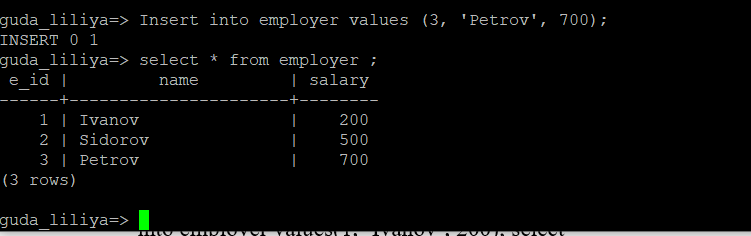 guda_liliya=> Insert into employer values (3, 'Petrov', 700);
INSERT 0 1
guda_liliya=> select * from employer ;
 e_id |         name         | salary
------+----------------------+--------
    1 | Ivanov               |    200
    2 | Sidorov              |    500
    3 | Petrov               |    700
(3 rows)
guda_liliya=>
into employer values(1, 'Ivanov', 200); select